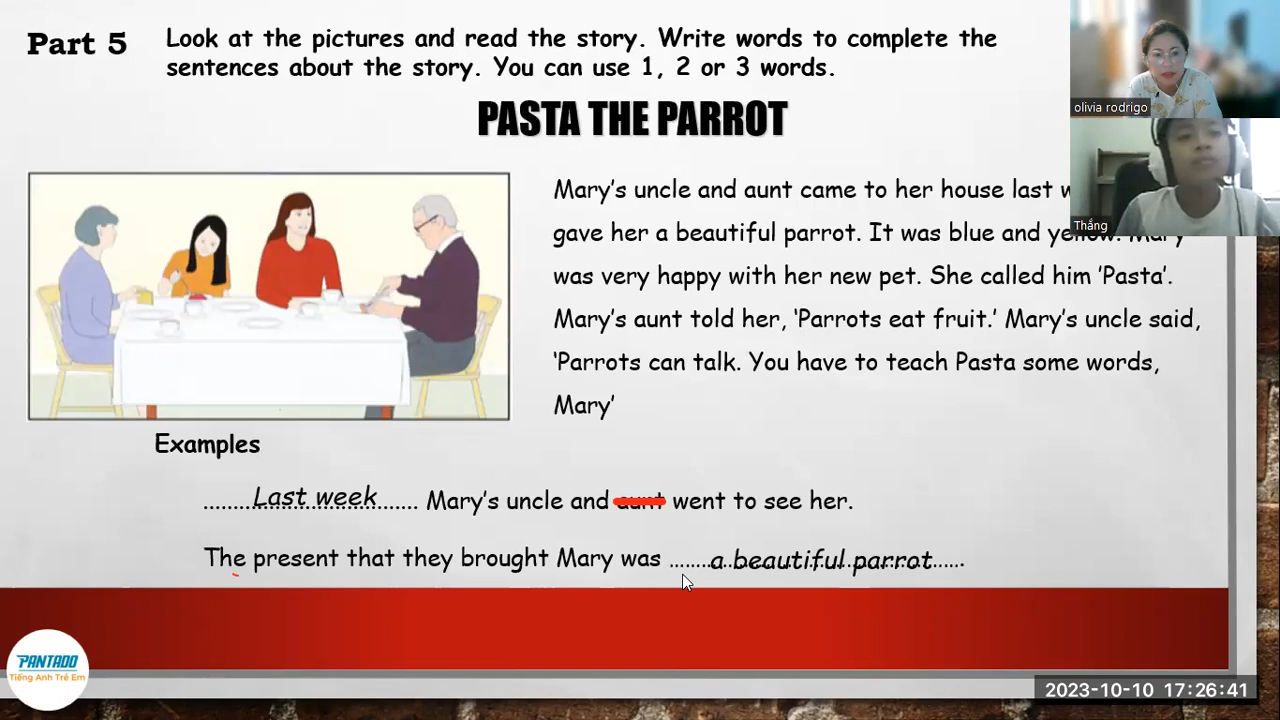 Part 5
Look at the pictures and read the story. Write words to complete the
sentences about the story. You can use 1, 2 or 3 words.
PASTA THE PARROT
olivia rodrigo
Thắng
Mary's uncle and aunt came to her house last
gave her a beautiful parrot. It was blue and yellow. Mary
was very happy with her new pet. She called him 'Pasta'.
Mary's aunt told her, 'Parrots eat fruit.' Mary's uncle said,
'Parrots can talk. You have to teach Pasta some words,
Mary'
Examples
Last week Mary's uncle and aunt went to see her.
The present that they brought Mary was a beautiful parrot.
PANTADO
Tiếng Anh Trẻ Em
2023-10-10 17:26:41